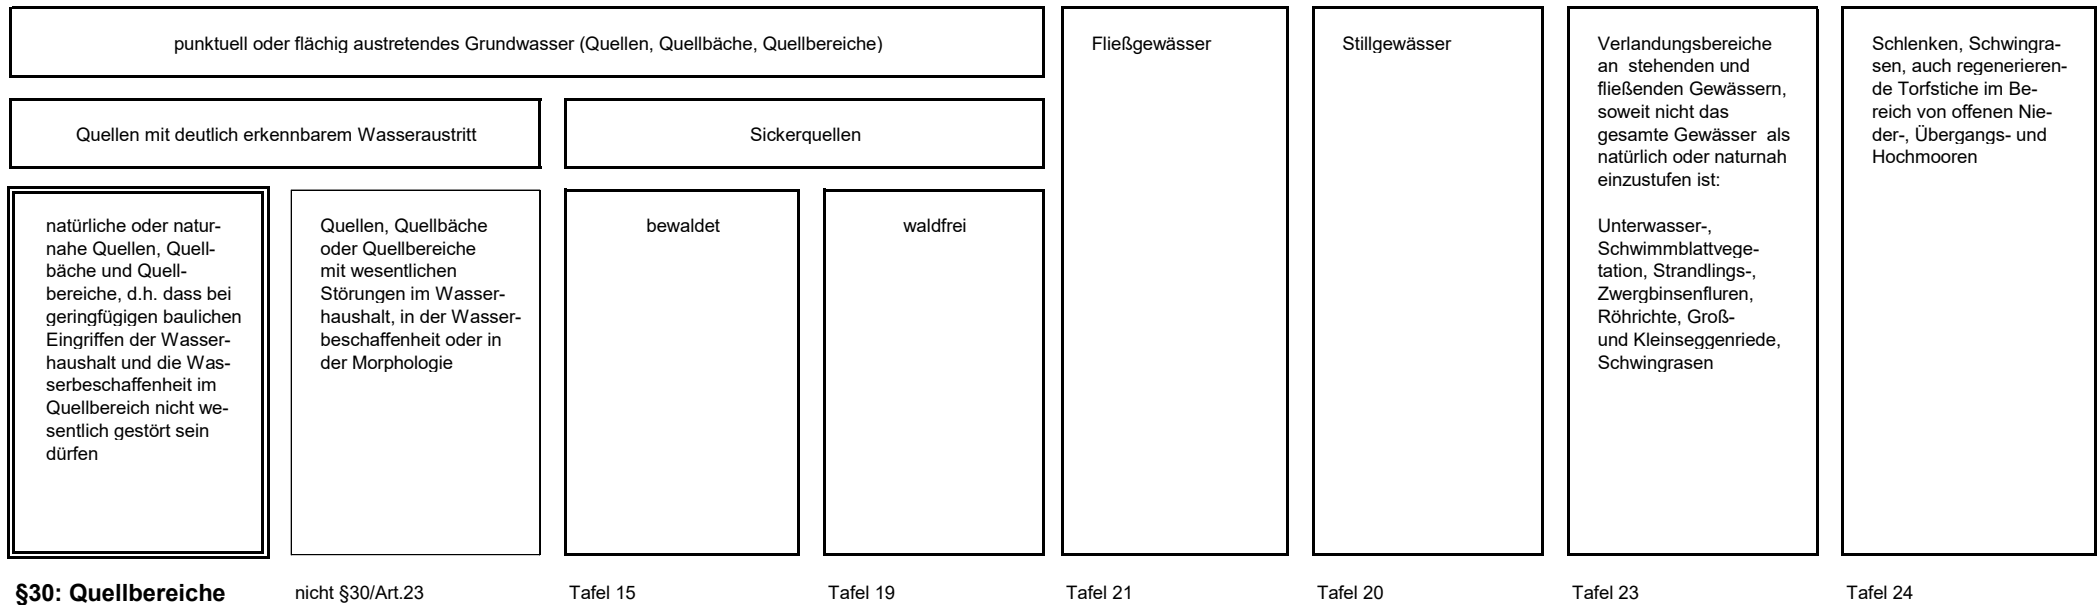 punktuell oder flächig austretendes Grundwasser (Quellen, Quellbäche, Quellbereiche)
Quellen mit deutlich erkennbarem Wasseraustritt
Sickerquellen
natürliche oder natur-
nahe Quellen, Quell-
bäche und Quell-
bereiche, d.h. dass bei
geringfügigen baulichen
Eingriffen der Wasser-
haushalt und die Was-
serbeschaffenheit im
Quellbereich nicht we-
sentlich gestört sein
dürfen
Quellen, Quellbäche
oder Quellbereiche
mit wesentlichen
Störungen im Wasser-
haushalt, in der Wasser-
beschaffenheit oder in
der Morphologie
bewaldet
waldfrei
Fließgewässer
Stillgewässer
Verlandungsbereiche
an  stehenden und
fließenden Gewässern,
soweit nicht das
gesamte Gewässer  als
natürlich oder naturnah
einzustufen ist:
Unterwasser-,
Schwimmblattvege-
tation, Strandlings-,
Zwergbinsenfluren,
Röhrichte, Groß-
und Kleinseggenriede,
Schwingrasen
Schlenken, Schwingra-
sen, auch regenerieren-
de Torfstiche im Be-
reich von offenen Nie-
der-, Übergangs- und
Hochmooren
§30: Quellbereiche
nicht §30/Art.23
Tafel 15
Tafel 19
Tafel 21
Tafel 20
Tafel 23
Tafel 24